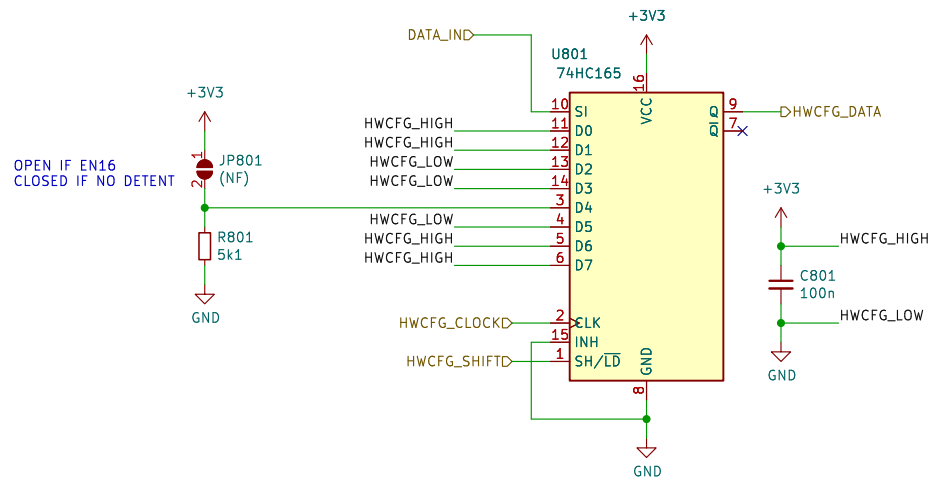 +3V3
DATA_IN
U801
74HC165
16
VCC
10
SI
9
Q
HWCFG_DATA
7
Q
HWCFG_HIGH
11
D0
HWCFG_HIGH
12
D1
HWCFG_LOW
13
D2
HWCFG_LOW
14
D3
3
D4
HWCFG_LOW
4
D5
HWCFG_HIGH
5
D6
HWCFG_HIGH
6
D7
HWCFG_CLOCK
2
CLK
15
INH
HWCFG_SHIFT
1
SH/LD
GND
8
GND
+3V3
1
JP801
(NF)
2
OPEN IF EN16
CLOSED IF NO DETENT
R801
5k1
GND
+3V3
HWCFG_HIGH
C801
100n
HWCFG_LOW
GND